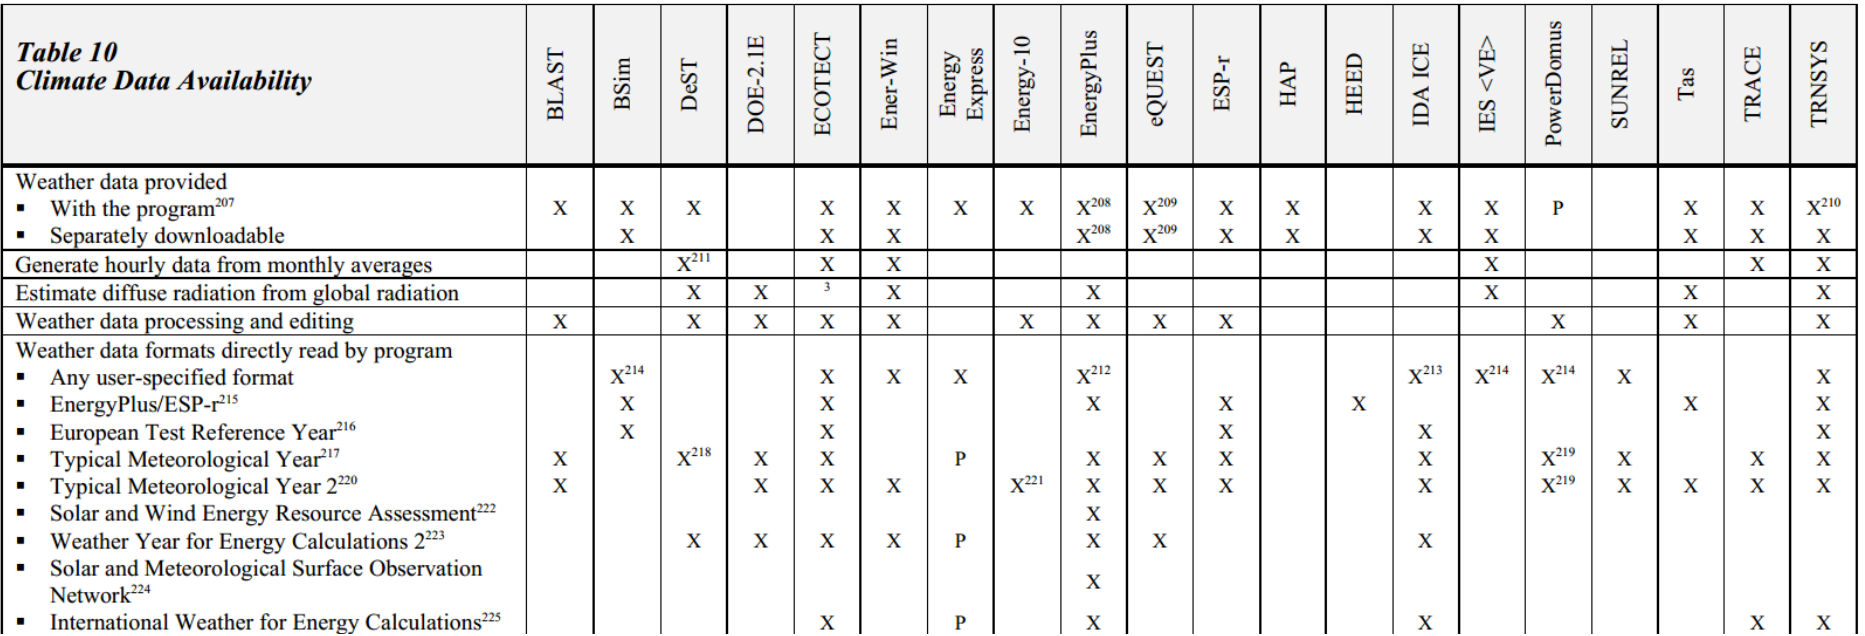 Table 10
Climate Data Availability
BLAST
BSim
DeST
DOE-2.1E
ECOTECT
Ener-Win
Energy
Express
Energy-10
EnergyPlus
eQUEST
ESP-r
HAP
HEED
IDA ICE
IES <VE>
PowerDomus
SUNREL
Tas
TRACE
TRNSYS
Weather data provided
▪ With the program207 X X X X X X X X208 X209 X X X X P X X X210
▪ Separately downloadable X X X X208 X209 X X X X X X X
Generate hourly data from monthly averages X211 X X X X X
Estimate diffuse radiation from global radiation X X 3 X X X X X
Weather data processing and editing X X X X X X X X X X X X
Weather data formats directly read by program
▪ Any user-specified format X214 X X X X212 X213 X214 X214 X X
▪ EnergyPlus/ESP-r215 X X X X X X X
▪ European Test Reference Year216 X X X X X
▪ Typical Meteorological Year217 X X218 X X P X X X X X219 X X X
▪ Typical Meteorological Year 2220 X X X X X221 X X X X X219 X X X X
▪ Solar and Wind Energy Resource Assessment222 X
▪ Weather Year for Energy Calculations 2223 X X X X P X X X
▪ Solar and Meteorological Surface Observation
Network224 X
▪ International Weather for Energy Calculations225 X P X X X X